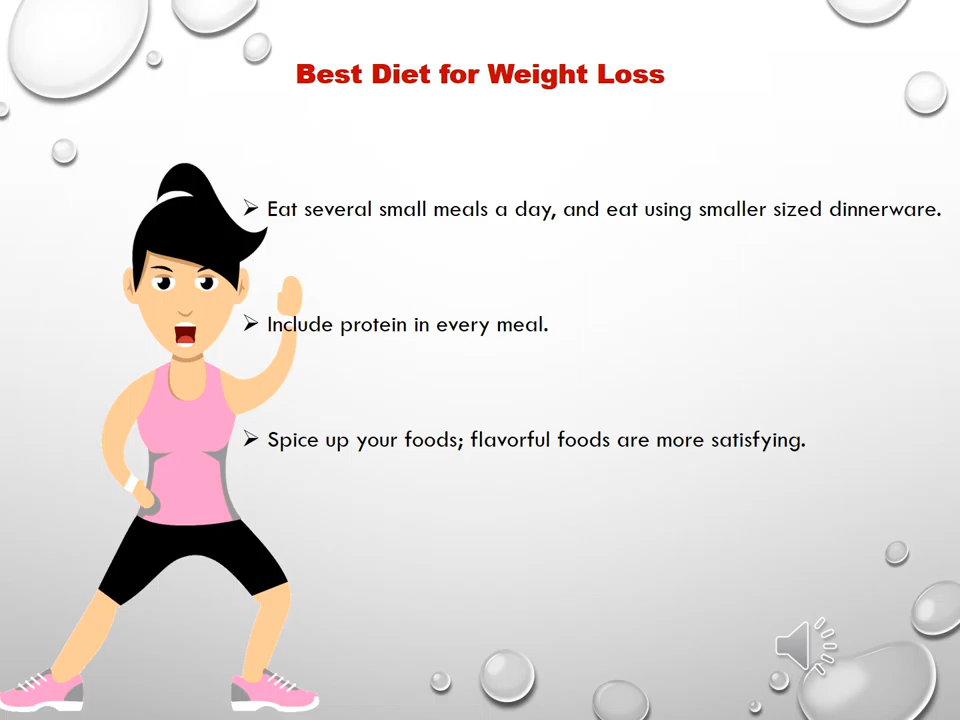 Best Diet for Weight Loss
➢ Eat several small meals a day, and eat using smaller sized dinnerware.
➢ Include protein in every meal.
➢ Spice up your foods; flavorful foods are more satisfying.